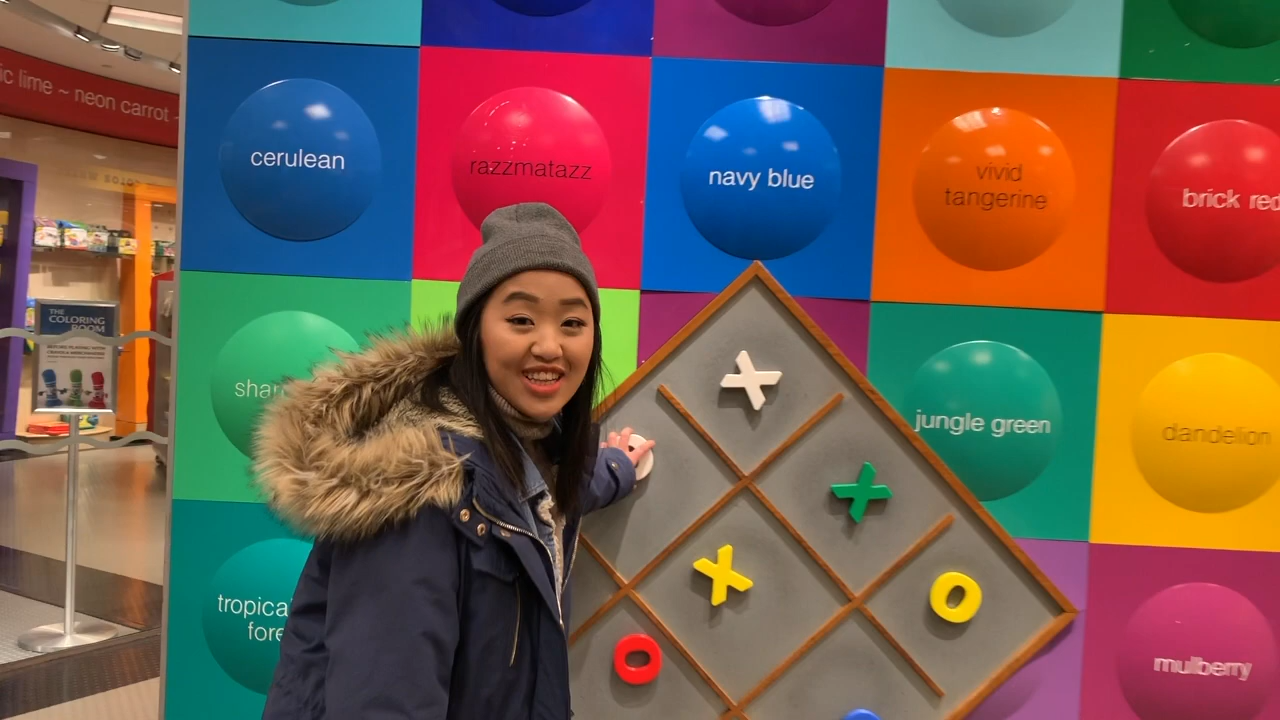 ic lime ~ neon carrot ~
cerulean
razzmatazz
navy blue
vivid
tangerine
brick red
THE
COLORING
ROOM
sham
jungle green
dandelion
X
X
X
O
O
tropical
fore
mulberry